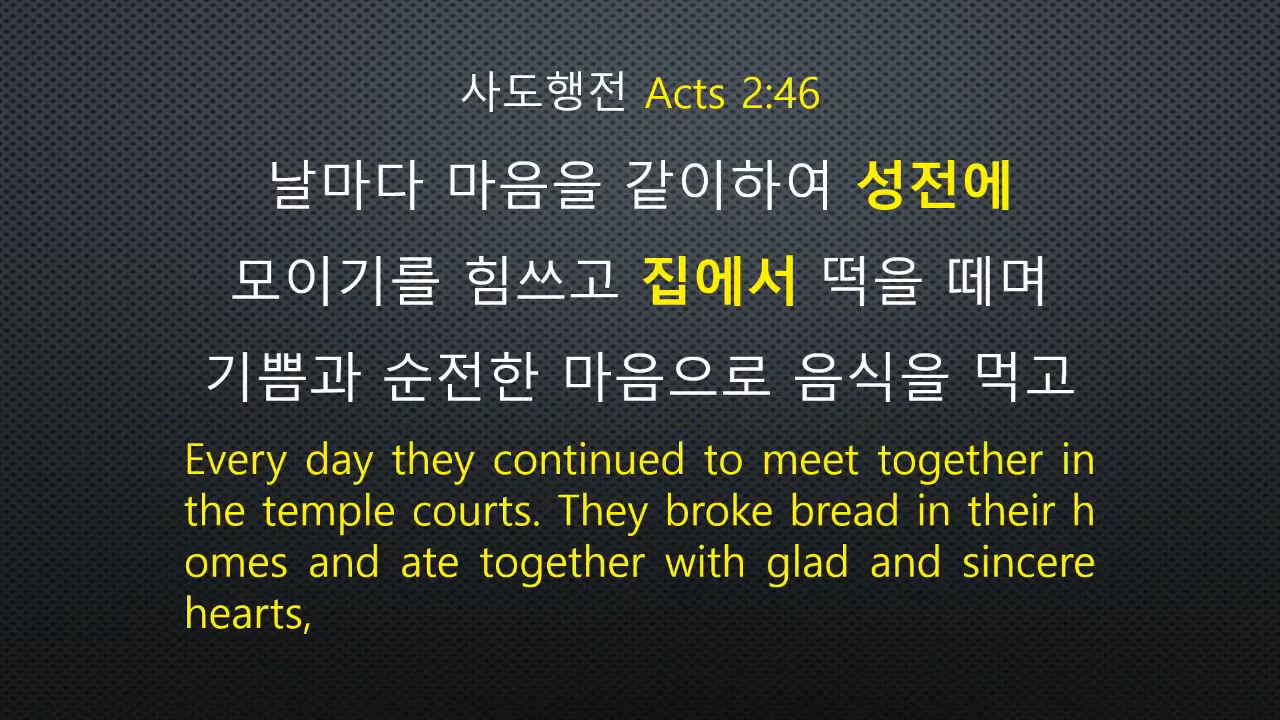 사도행전 Acts 2:46
날마다 마음을 같이하여 성전에
모이기를 힘쓰고 집에서 떡을 떼며
기쁨과 순전한 마음으로 음식을 먹고
Every day they continued to meet together in
the temple courts. They broke bread in their h
omes and ate together with glad and sincere
hearts,